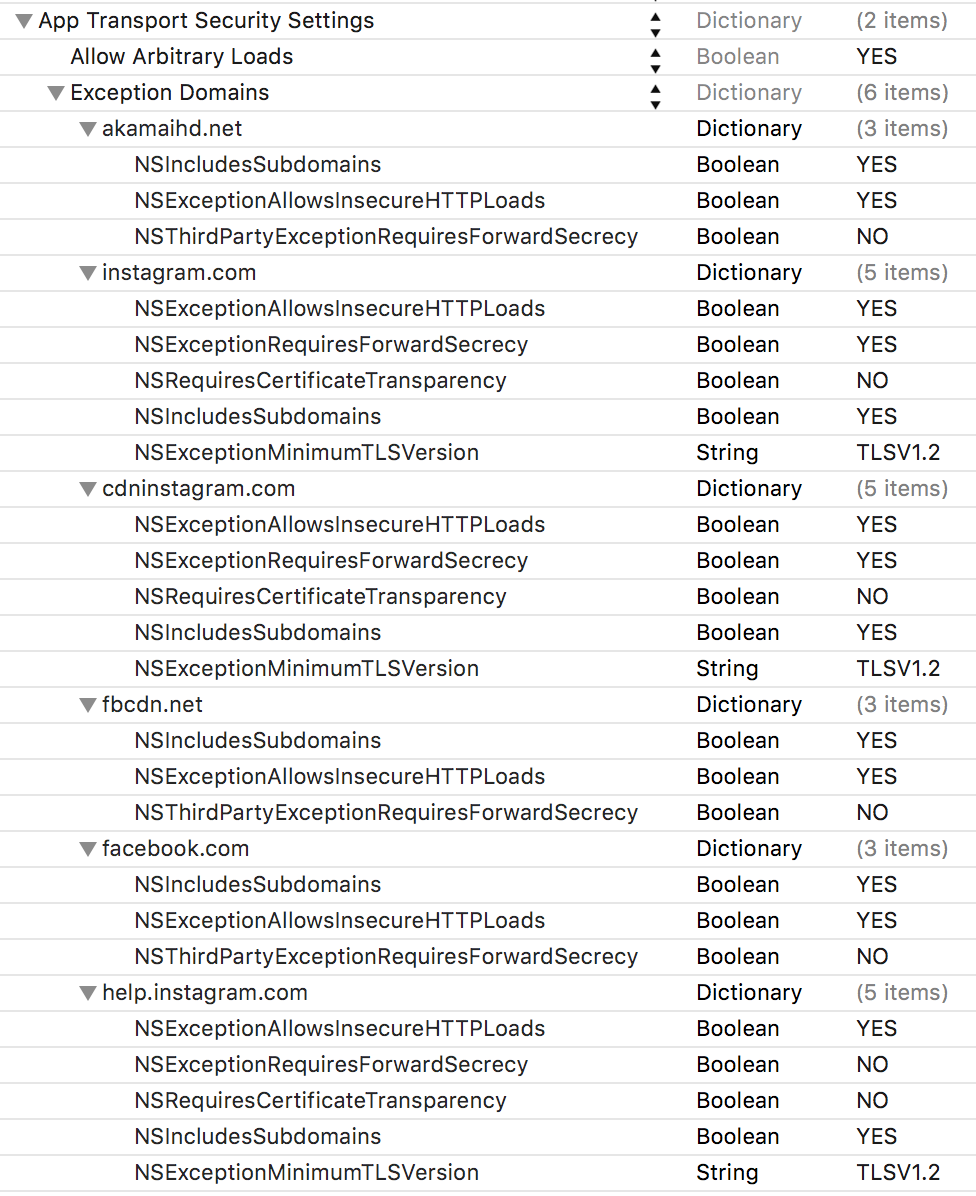 App Transport Security Settings Dictionary (2 items)
Allow Arbitrary Loads Boolean YES
Exception Domains Dictionary (6 items)
akamaihd.net Dictionary (3 items)
NSIncludesSubdomains Boolean YES
NSExceptionAllowsInsecureHTTPLoads Boolean YES
NSThirdPartyExceptionRequiresForwardSecrecy Boolean NO
instagram.com Dictionary (5 items)
NSExceptionAllowsInsecureHTTPLoads Boolean YES
NSExceptionRequiresForwardSecrecy Boolean YES
NSRequiresCertificateTransparency Boolean NO
NSIncludesSubdomains Boolean YES
NSExceptionMinimumTLSVersion String TLSV1.2
cdninstagram.com Dictionary (5 items)
NSExceptionAllowsInsecureHTTPLoads Boolean YES
NSExceptionRequiresForwardSecrecy Boolean YES
NSRequiresCertificateTransparency Boolean NO
NSIncludesSubdomains Boolean YES
NSExceptionMinimumTLSVersion String TLSV1.2
fbcdn.net Dictionary (3 items)
NSIncludesSubdomains Boolean YES
NSExceptionAllowsInsecureHTTPLoads Boolean YES
NSThirdPartyExceptionRequiresForwardSecrecy Boolean NO
facebook.com Dictionary (3 items)
NSIncludesSubdomains Boolean YES
NSExceptionAllowsInsecureHTTPLoads Boolean YES
NSThirdPartyExceptionRequiresForwardSecrecy Boolean NO
help.instagram.com Dictionary (5 items)
NSExceptionAllowsInsecureHTTPLoads Boolean YES
NSExceptionRequiresForwardSecrecy Boolean NO
NSRequiresCertificateTransparency Boolean NO
NSIncludesSubdomains Boolean YES
NSExceptionMinimumTLSVersion String TLSV1.2